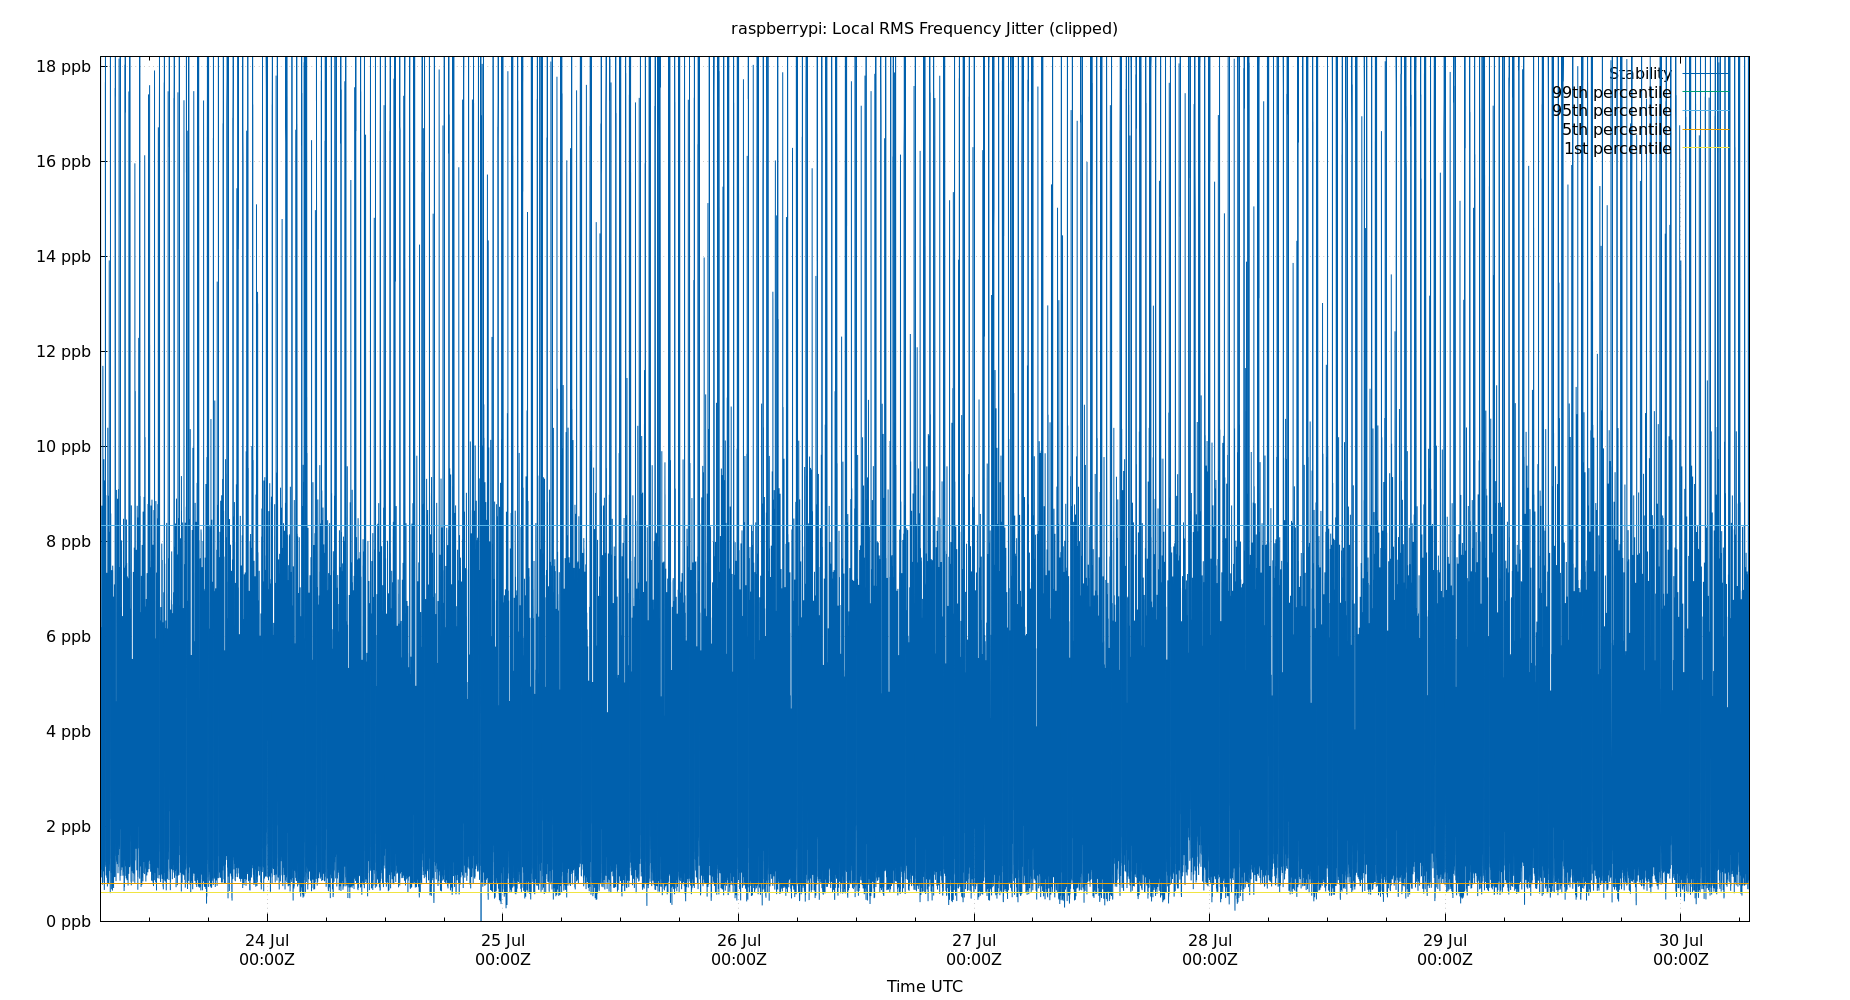 raspberrypi: Local RMS Frequency Jitter (clipped)
18 ppb
16 ppb
14 ppb
12 ppb
10 ppb
8 ppb
6 ppb
4 ppb
2 ppb
0 ppb
Stability
99th percentile
95th percentile
5th percentile
1st percentile
24 Jul 25 Jul 26 Jul 27 Jul 28 Jul 29 Jul 30 Jul
00:00Z 00:00Z 00:00Z 00:00Z 00:00Z 00:00Z 00:00Z
Time UTC